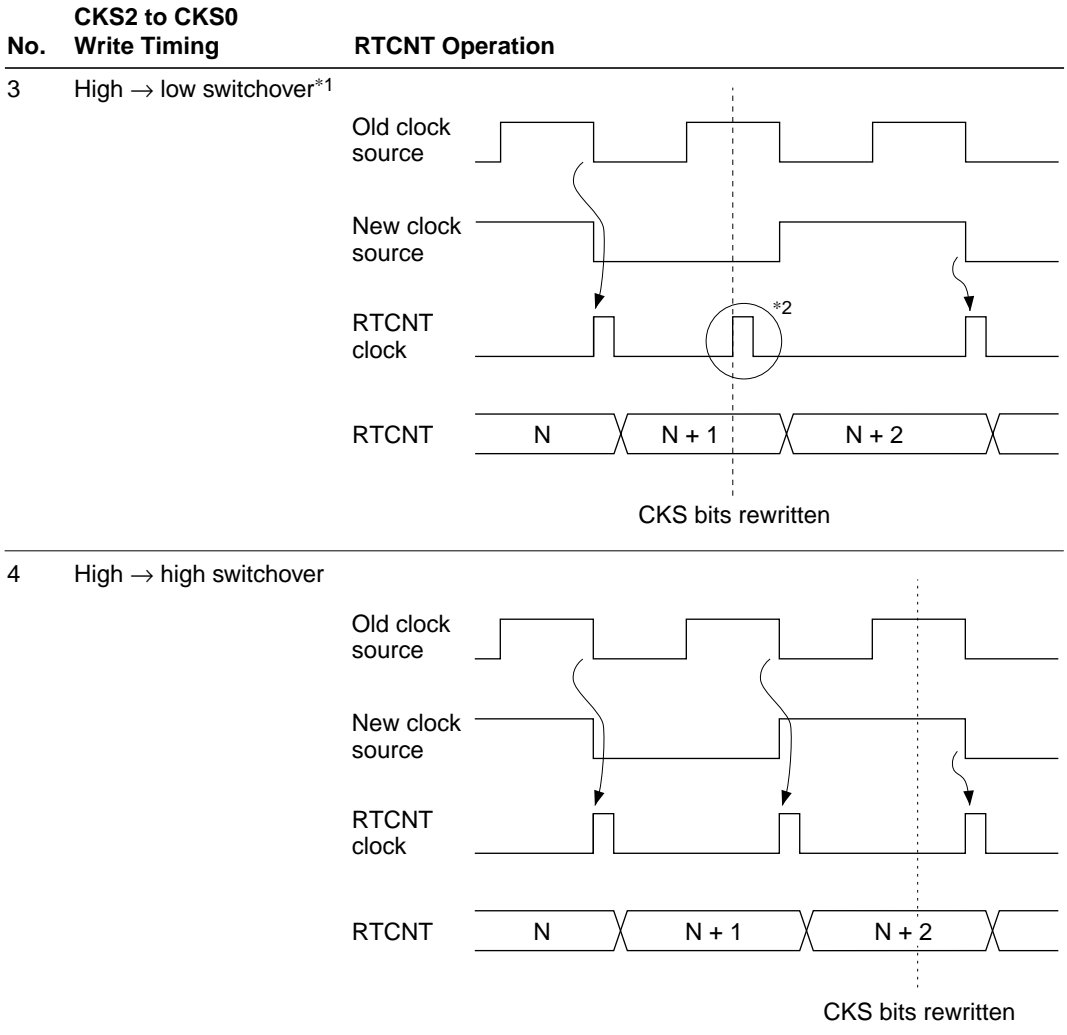 CKS2 to CKS0
No. Write Timing RTCNT Operation
3 High → low switchover*1
Old clock
source
New clock
source
*2
RTCNT
clock
RTCNT N N + 1 N + 2
CKS bits rewritten
4 High → high switchover
Old clock
source
New clock
source
RTCNT
clock
RTCNT N N + 1 N + 2
CKS bits rewritten